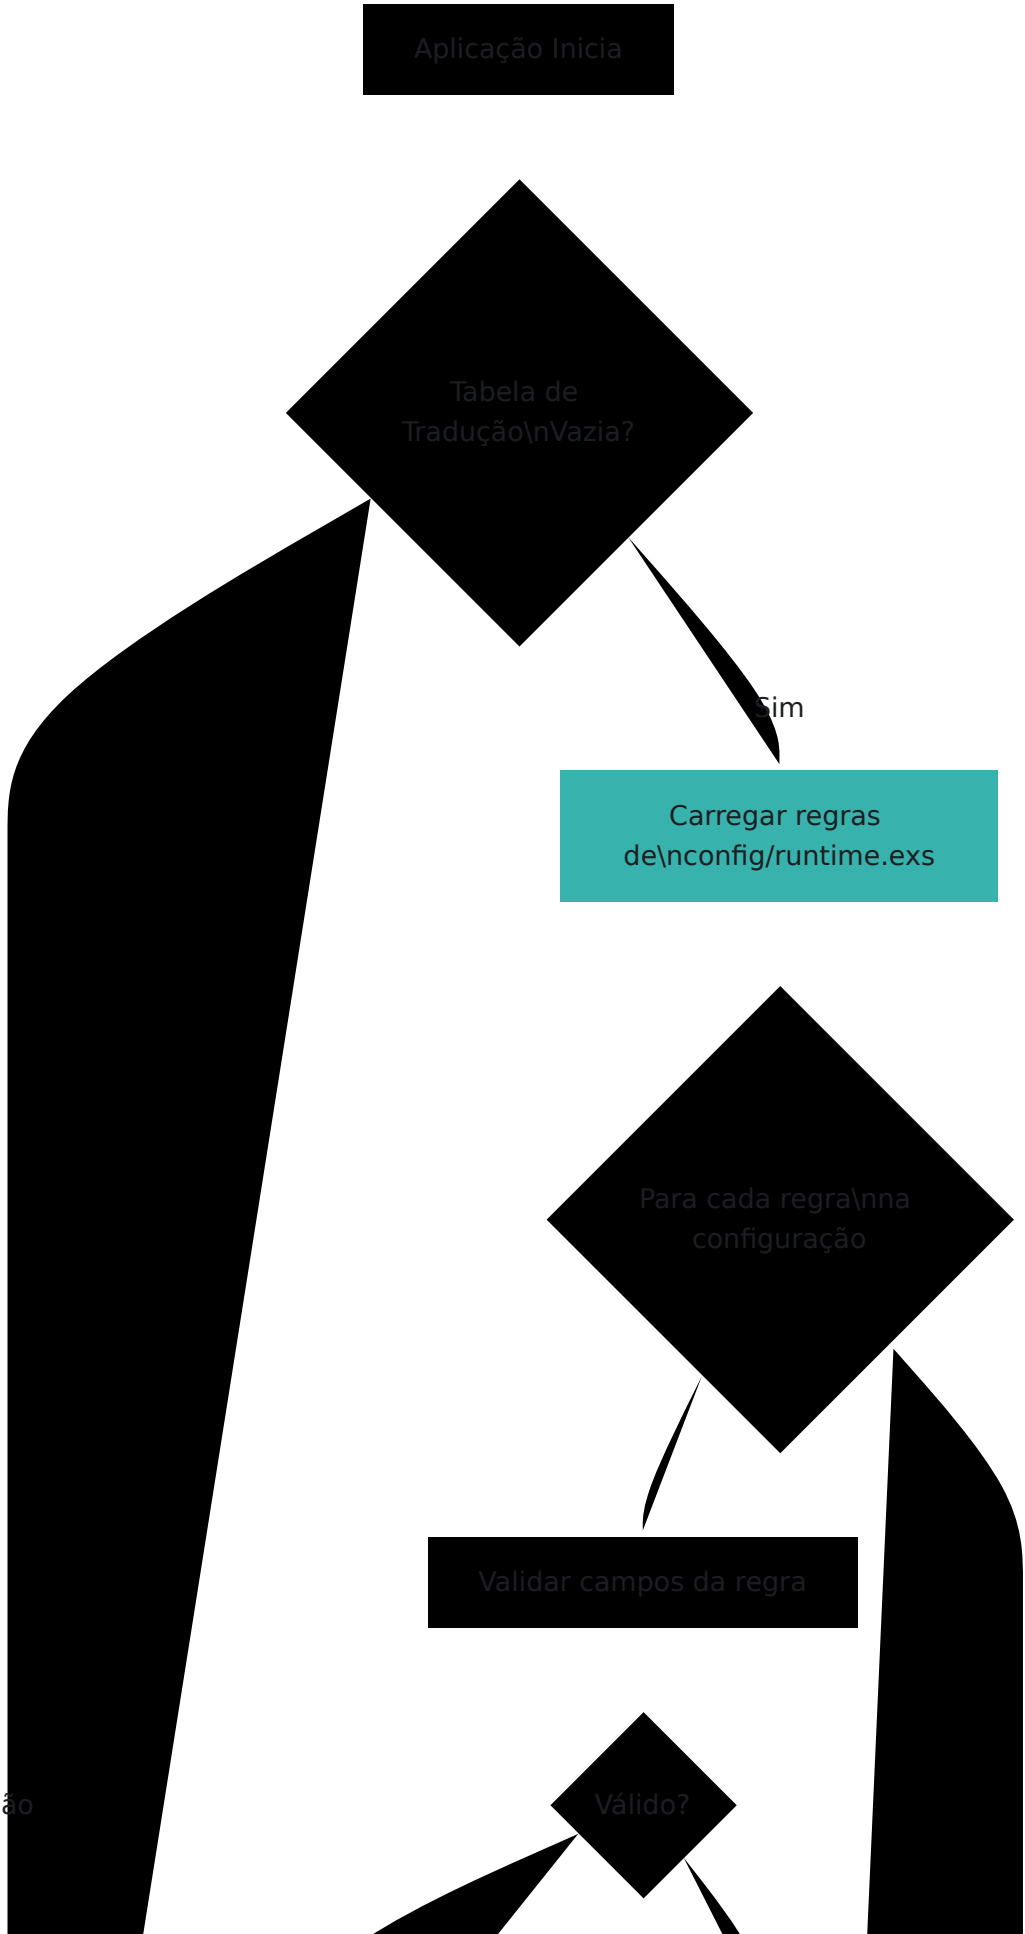 Aplicação Inicia
Tabela de
Tradução\nVazia?
Sim
Carregar regras
de\nconfig/runtime.exs
Para cada regra\nna
configuração
Validar campos da regra
ão
Válido?